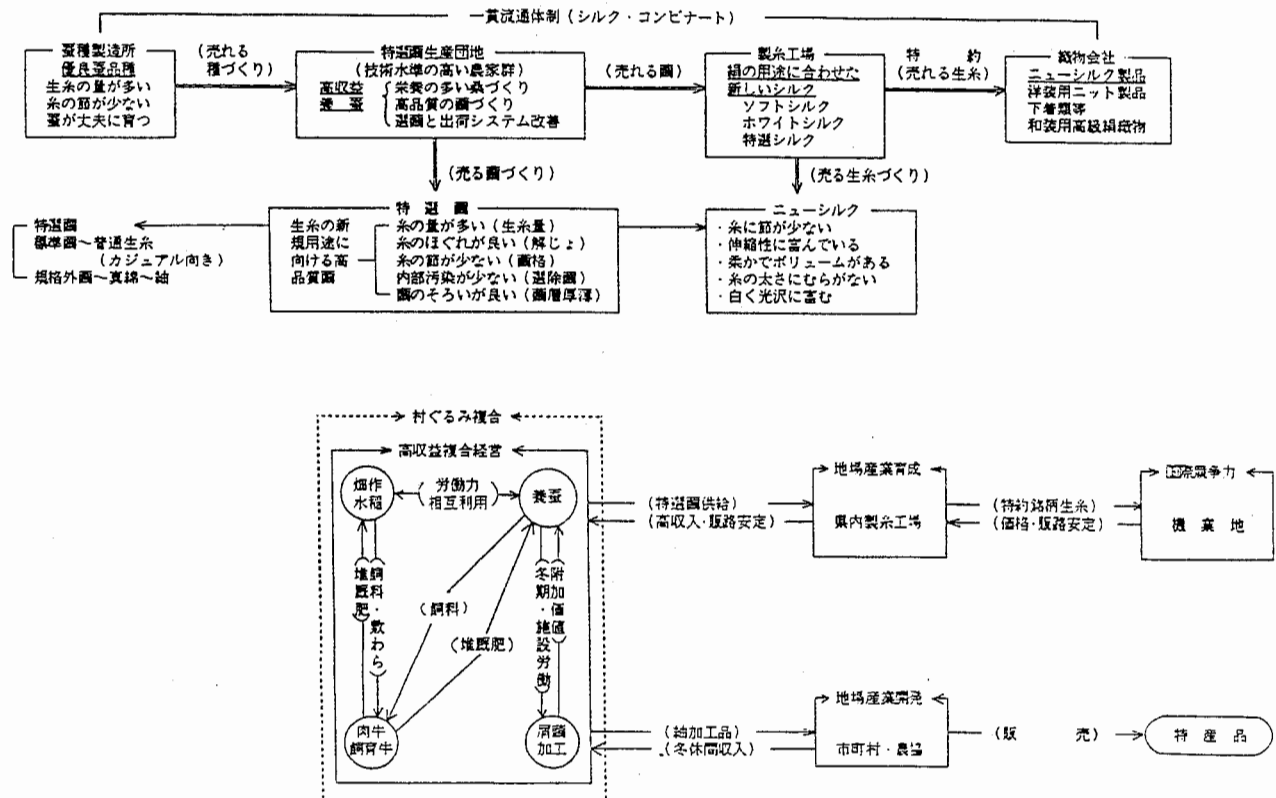 一貫流通体制(シルク・コンビナート)
蚕種製造所
優良蚕品種
生糸の量が多い
糸の節が少ない
蚕が丈夫に育つ
(売れる
種づくり)
特選繭生産団地
(技術水準の高い農家群)
高収益
養蚕
栄養の多い桑づくり
高品質の繭づくり
選繭と出荷システム改善
(売れる繭)
製糸工場
絹の用途に合わせた
新しいシルク
ソフトシルク
ホワイトシルク
特選シルク
特約
(売れる生糸)
織物会社
ニューシルク製品
洋装用ニット製品
下着類等
和装用高級絹織物
(売る繭づくり)
(売る生糸づくり)
特選繭
標準繭~普通生糸
(カジュアル向き)
規格外繭~真綿~紬
特選繭
生糸の新
規用途に
向ける高
品質繭
糸の量が多い(生糸量)
糸のほぐれが良い(解じょ)
糸の節が少ない(繭格)
内部汚染が少ない(選除繭)
繭のそろいが良い(繭層厚薄)
ニューシルク
・糸に節が少ない
・伸縮性に富んでいる
・柔かでボリュームがある
・糸の太さにむらがない
・白く光沢に富む
村ぐるみ複合
高収益複合経営
畑作
水稲
(労働力
相互利用)
養蚕
(堆厩肥)
(飼料・敷わら)
(飼料)
(堆厩肥)
(冬期・施設労働)
(附加価値)
肉牛
飼育牛
屑繭
加工
(特選繭供給)
(高収入・販路安定)
地場産業育成
県内製糸工場
(特約銘柄生糸)
(価格・販路安定)
国際競争力
機業地
(紬加工品)
(冬休間収入)
地場産業開発
市町村・農協
(販売)
特産品